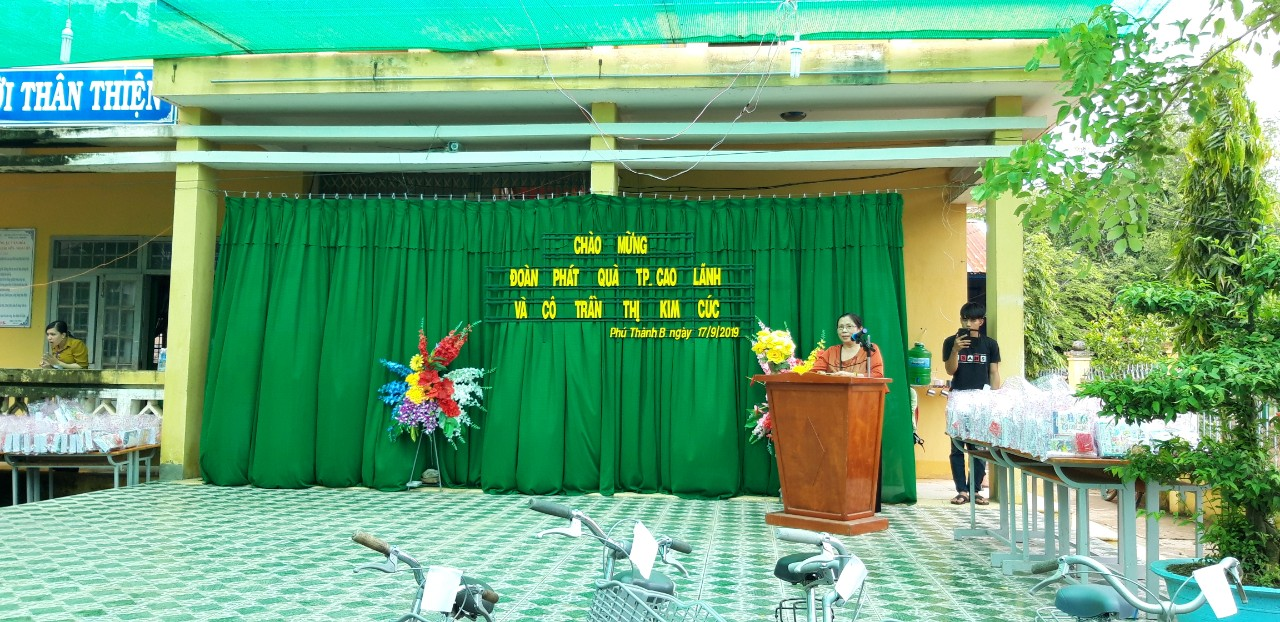 ỜI THÂN THIỆN
CHÀO MỪNG
ĐOÀN PHÁT QUÀ TP. CAO LÃNH
VÀ CÔ TRẦN THỊ KIM CÚC
Phú Thành B. ngày 17/9/2019